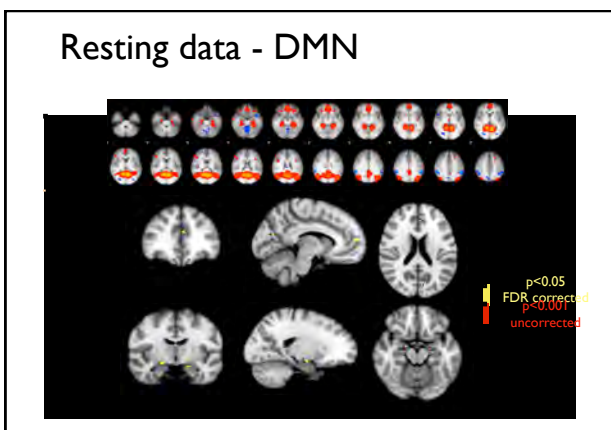 Resting data - DMN
p<0.05
FDR corrected
p<0.001
uncorrected